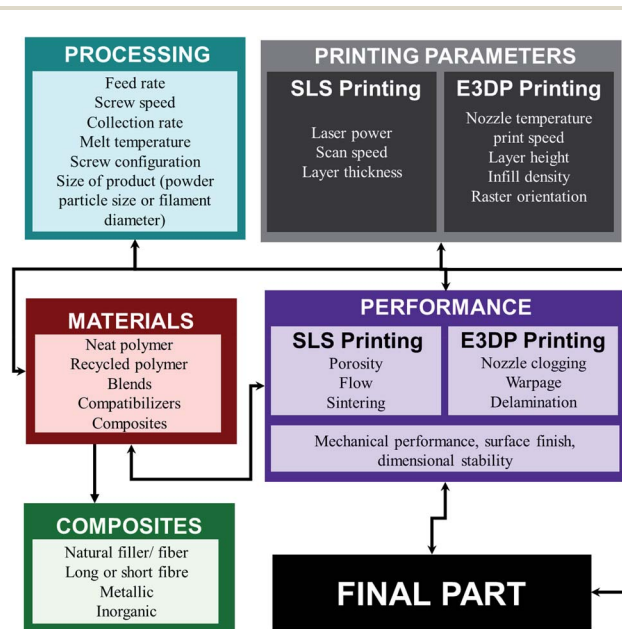 PROCESSING
Feed rate
Screw speed
Collection rate
Melt temperature
Screw configuration
Size of product (powder
particle size or filament
diameter)
PRINTING PARAMETERS
SLS Printing
Laser power
Scan speed
Layer thickness
E3DP Printing
Nozzle temperature
print speed
Layer height
Infill density
Raster orientation
MATERIALS
Neat polymer
Recycled polymer
Blends
Compatibilizers
Composites
PERFORMANCE
SLS Printing
Porosity
Flow
Sintering
E3DP Printing
Nozzle clogging
Warpage
Delamination
Mechanical performance, surface finish,
dimensional stability
COMPOSITES
Natural filler/ fiber
Long or short fibre
Metallic
Inorganic
FINAL PART